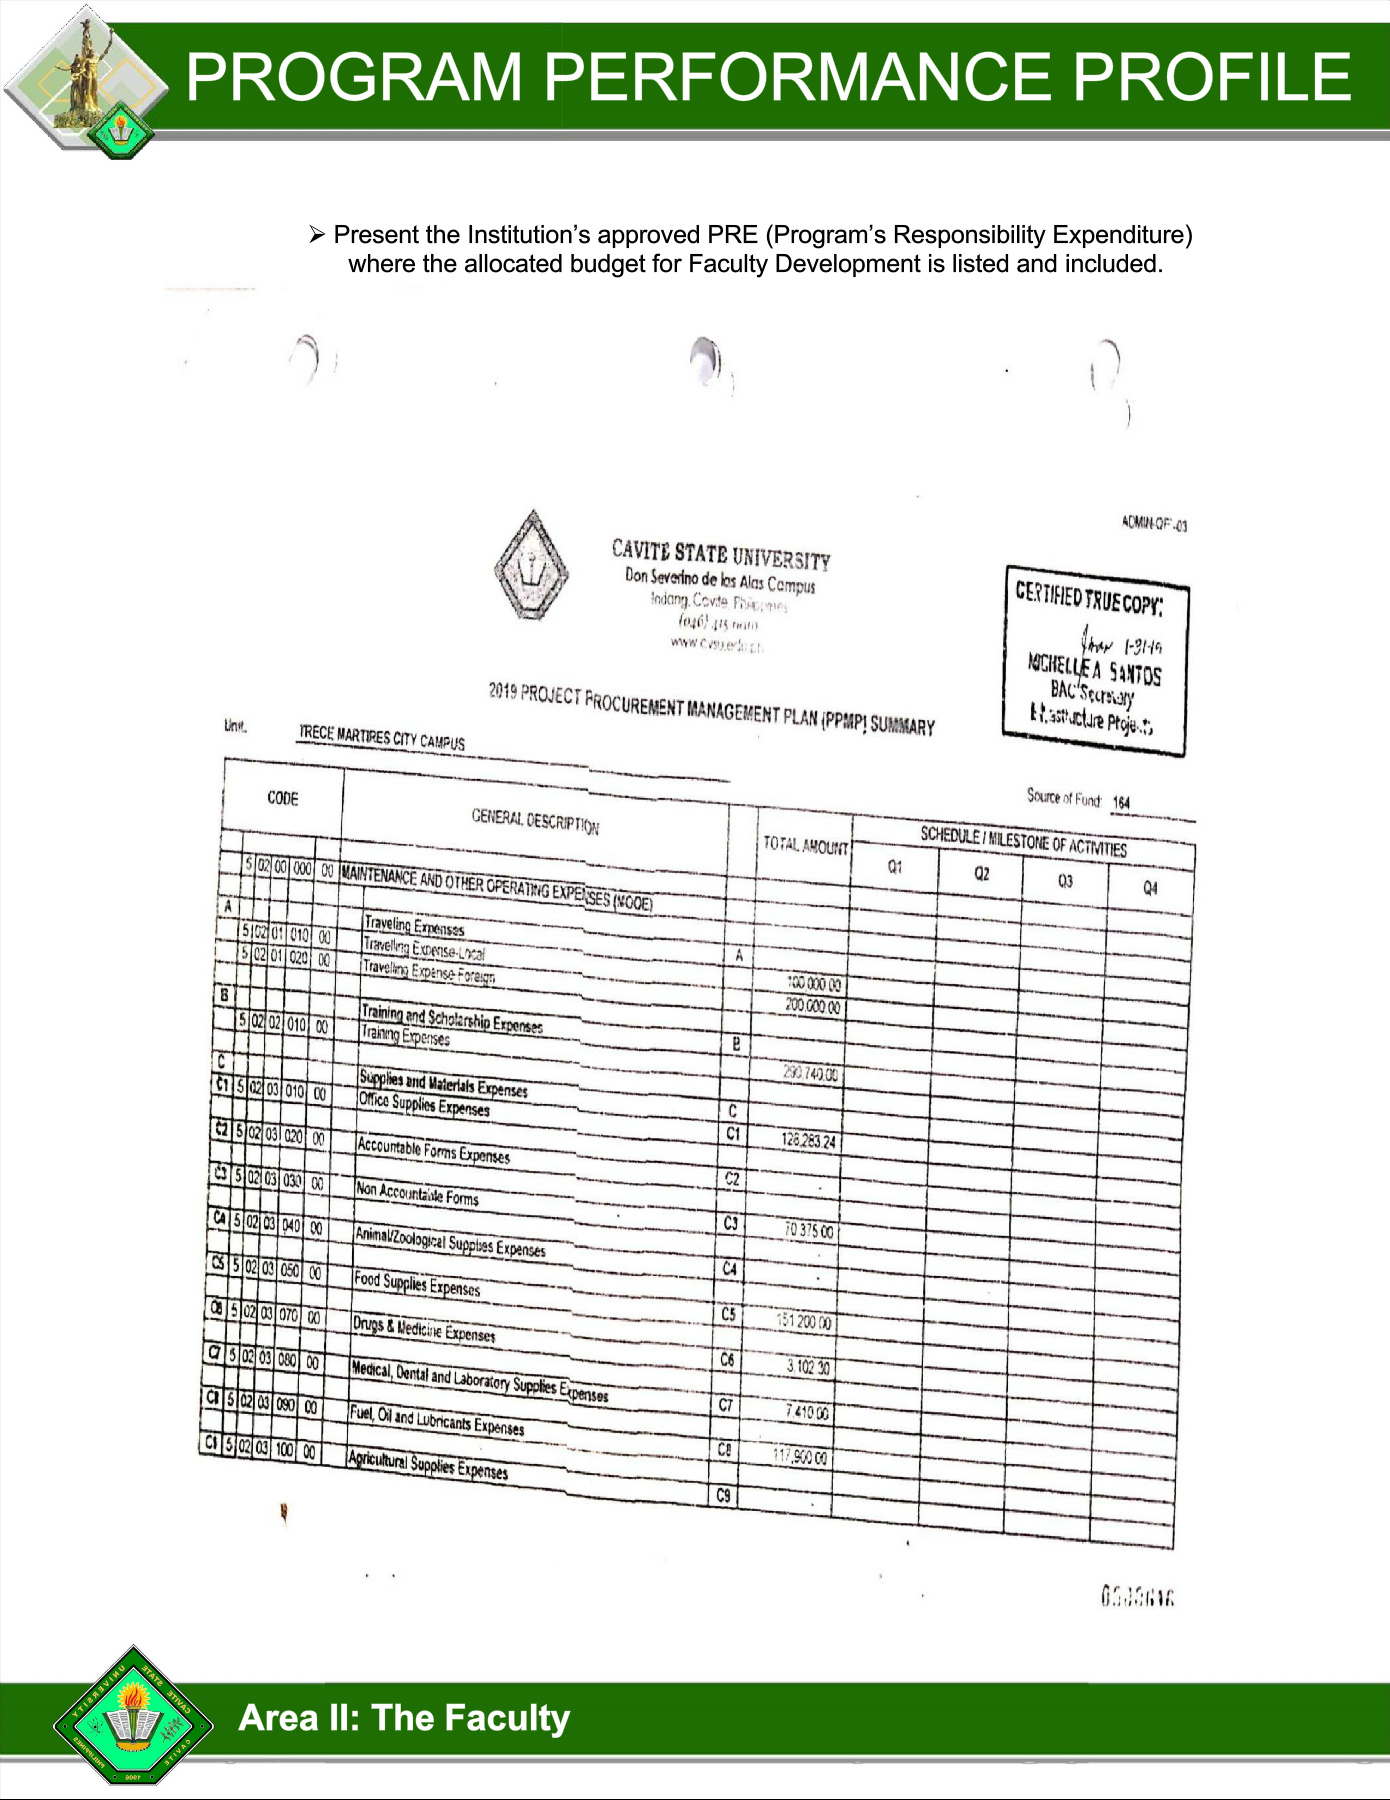 PROGRAM PERFORMANCE PROFILE
➢ Present the Institution’s approved PRE (Program’s Responsibility Expenditure)
where the allocated budget for Faculty Development is listed and included.
CAVITE STATE UNIVERSITY
Don Severino de las Alas Campus
Indang, Cavite, Philippines
www.cvsu.edu.ph
CERTIFIED TRUE COPY:
1-31-19
MICHELLE A SANTOS
BAC Secretary
Infrastructure Projects
2019 PROJECT PROCUREMENT MANAGEMENT PLAN (PPMP) SUMMARY
Unit. TRECE MARTIRES CITY CAMPUS
Source of Fund: 164
CODE GENERAL DESCRIPTION TOTAL AMOUNT SCHEDULE / MILESTONE OF ACTIVITIES
Q1 Q2 Q3 Q4
5 02 00 000 00 MAINTENANCE AND OTHER OPERATING EXPENSES (MOOE)
A Traveling Expenses A
5 02 01 010 00 Travelling Expense-Local 100 000 00
5 02 01 020 00 Travelling Expense-Foreign 200,000.00
B Training and Scholarship Expenses B
5 02 02 010 00 Training Expenses
C Supplies and Materials Expenses C
C1 5 02 03 010 00 Office Supplies Expenses C1 128,283.24
C2 5 02 03 020 00 Accountable Forms Expenses C2 -
C3 5 02 03 030 00 Non Accountable Forms C3 70 375 00
C4 5 02 03 040 00 Animal/Zoological Supplies Expenses C4 -
C5 5 02 03 050 00 Food Supplies Expenses C5 151 200 00
C6 5 02 03 070 00 Drugs & Medicine Expenses C6 3,102 30
C7 5 02 03 080 00 Medical, Dental and Laboratory Supplies Expenses C7 7 410 00
C8 5 02 03 090 00 Fuel, Oil and Lubricants Expenses C8 117,900 00
C9 5 02 03 100 00 Agricultural Supplies Expenses C9 -
Area II: The Faculty